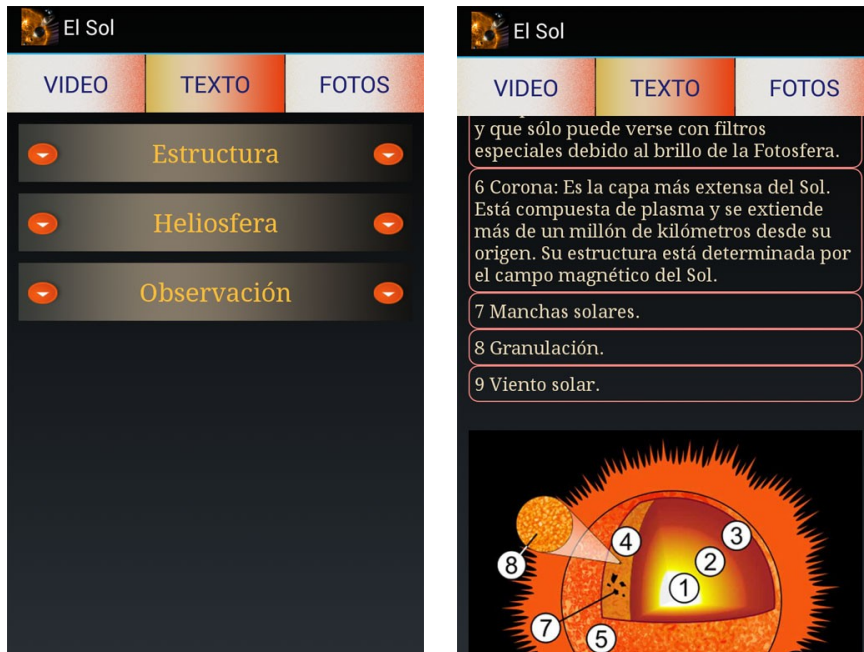 El Sol
VIDEO TEXTO FOTOS
Estructura
Heliosfera
Observación
El Sol
VIDEO TEXTO FOTOS
y que sólo puede verse con filtros
especiales debido al brillo de la Fotosfera.
6 Corona: Es la capa más extensa del Sol.
Está compuesta de plasma y se extiende
más de un millón de kilómetros desde su
origen. Su estructura está determinada por
el campo magnético del Sol.
7 Manchas solares.
8 Granulación.
9 Viento solar.
3
4
2
8
1
7
5